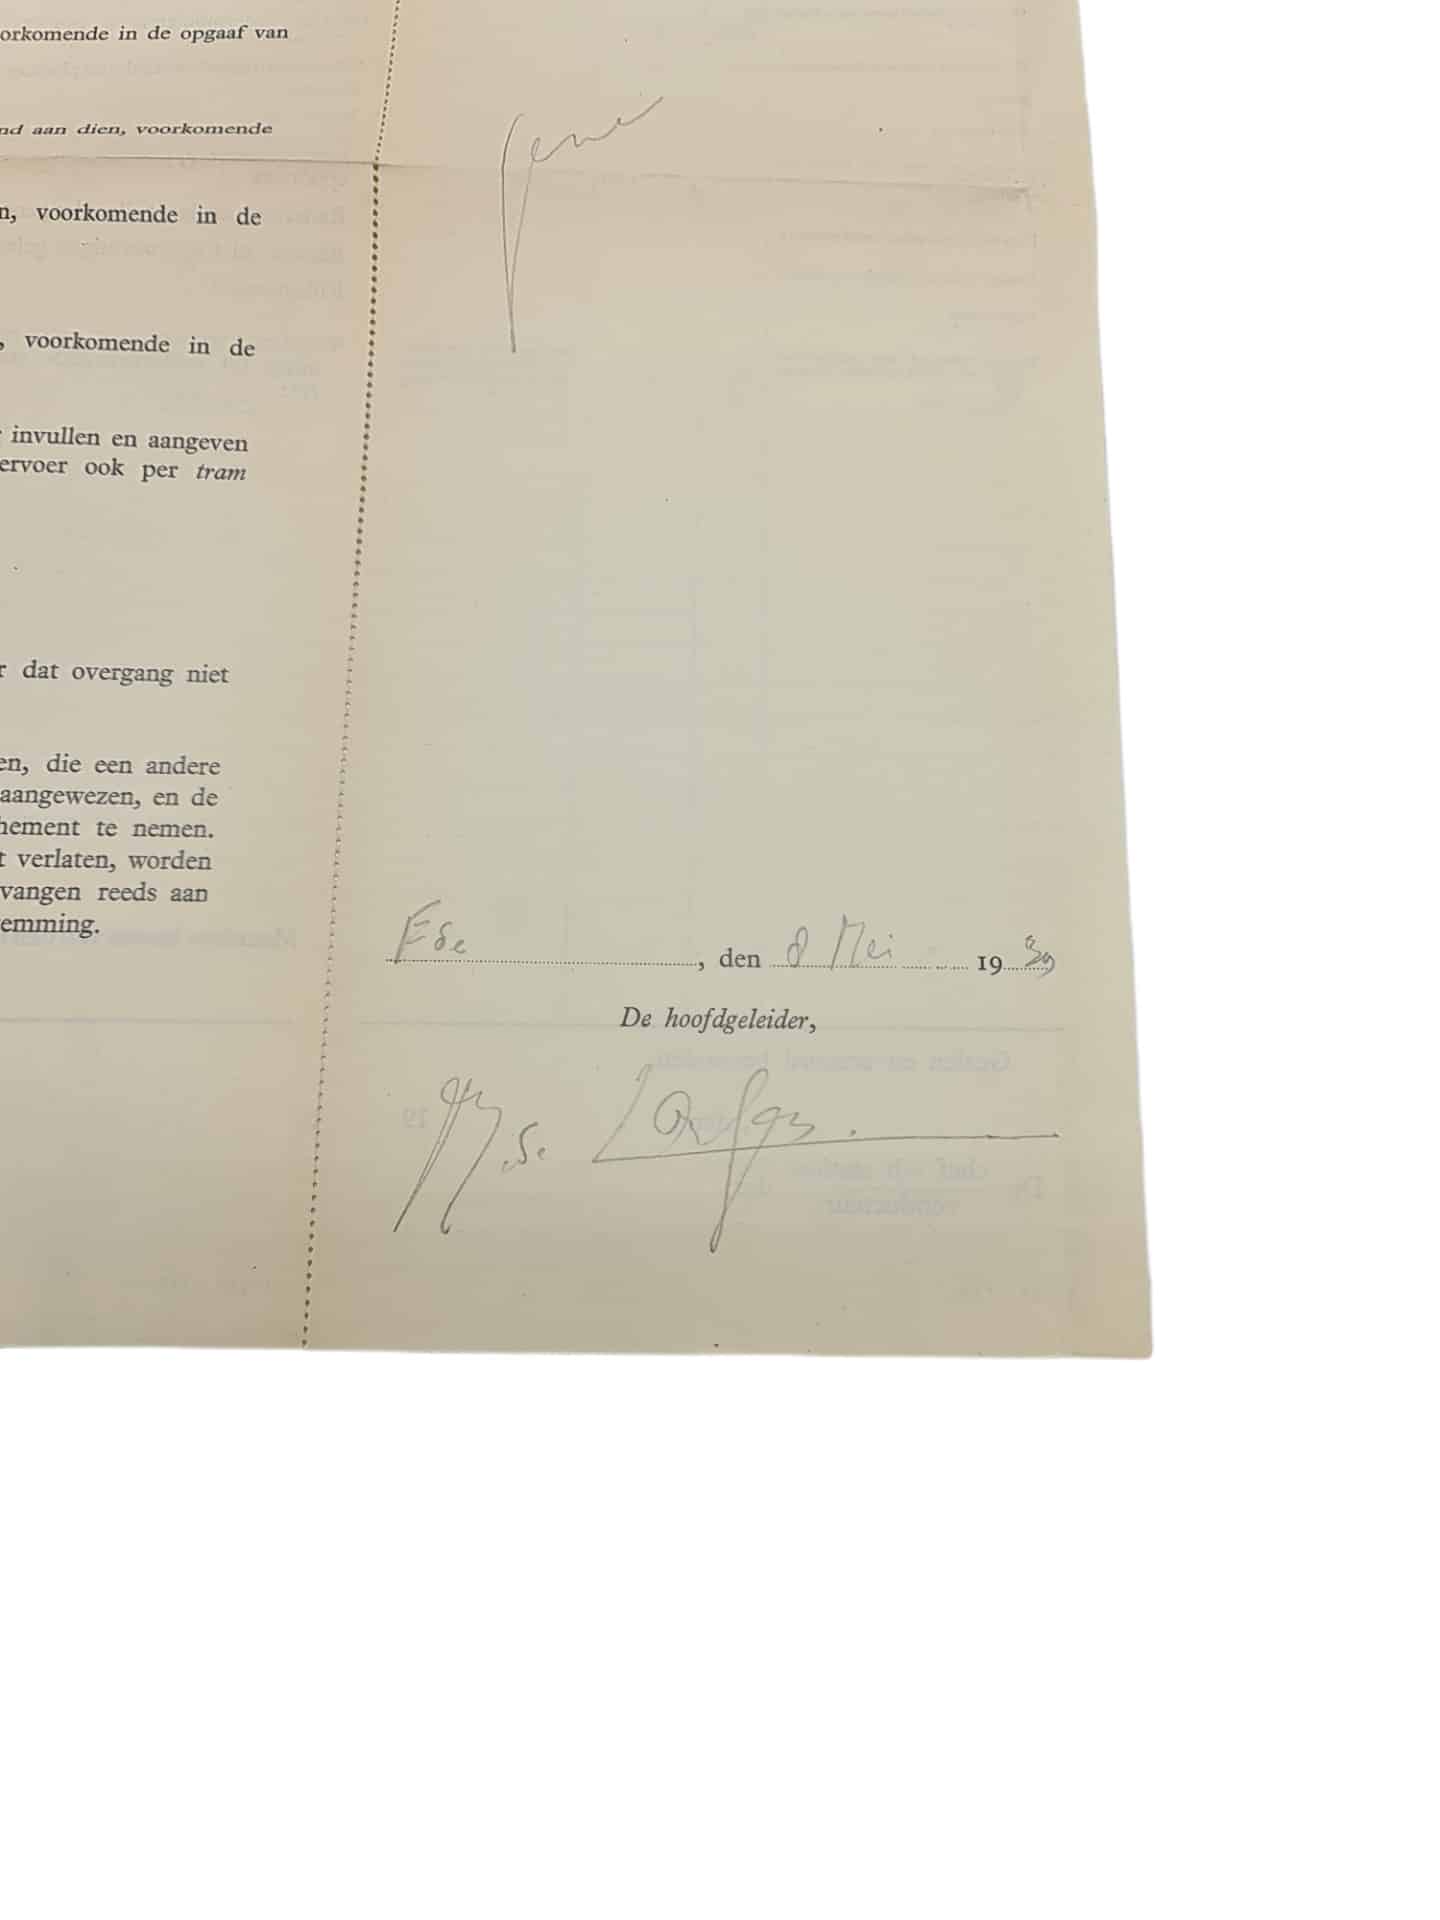 orkomende in de opgaaf van
nd aan dien, voorkomende
n, voorkomende in de
, voorkomende in de
invullen en aangeven
ervoer ook per tram
r dat overgang niet
en, die een andere
aangewezen, en de
nement te nemen.
t verlaten, worden
vangen reeds aan
emming.
gene
Ede, den 8 Mei 1939
De hoofdgeleider,